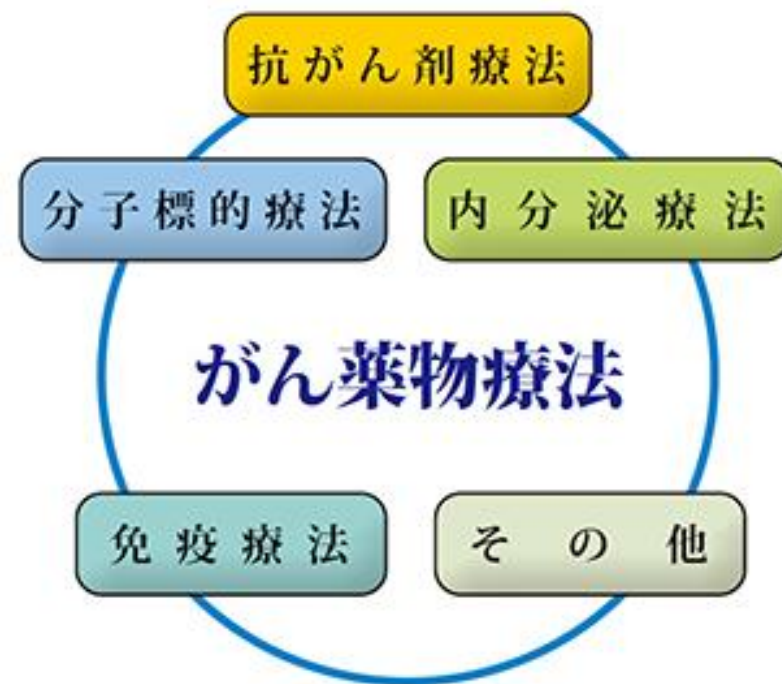 抗がん剤療法
分子標的療法
内分泌療法
がん薬物療法
免疫療法
その他